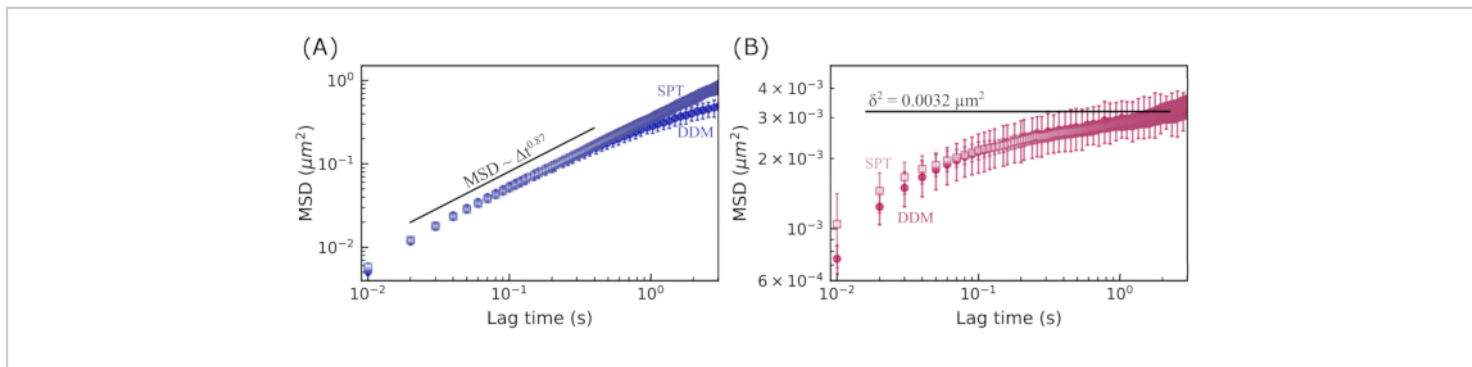 (A)
10⁰
10⁻¹
10⁻²
MSD (μm²)
MSD ~ Δt^0.87
SPT
DDM
10⁻² 10⁻¹ 10⁰
Lag time (s)
(B)
4 × 10⁻³
3 × 10⁻³
2 × 10⁻³
10⁻³
6 × 10⁻⁴
MSD (μm²)
δ² = 0.0032 μm²
SPT
DDM
10⁻² 10⁻¹ 10⁰
Lag time (s)